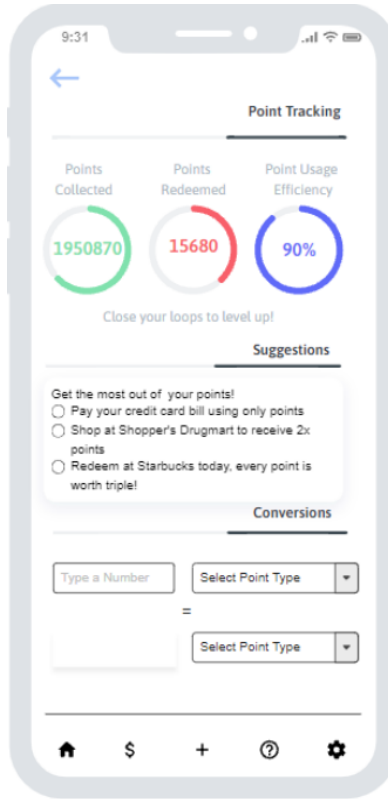 9:31
Point Tracking
Points Collected
Points Redeemed
Point Usage Efficiency
1950870
15680
90%
Close your loops to level up!
Suggestions
Get the most out of your points!
Pay your credit card bill using only points
Shop at Shopper's Drugmart to receive 2x
points
Redeem at Starbucks today, every point is
worth triple!
Conversions
Type a Number
Select Point Type
=
Select Point Type
$
+
?